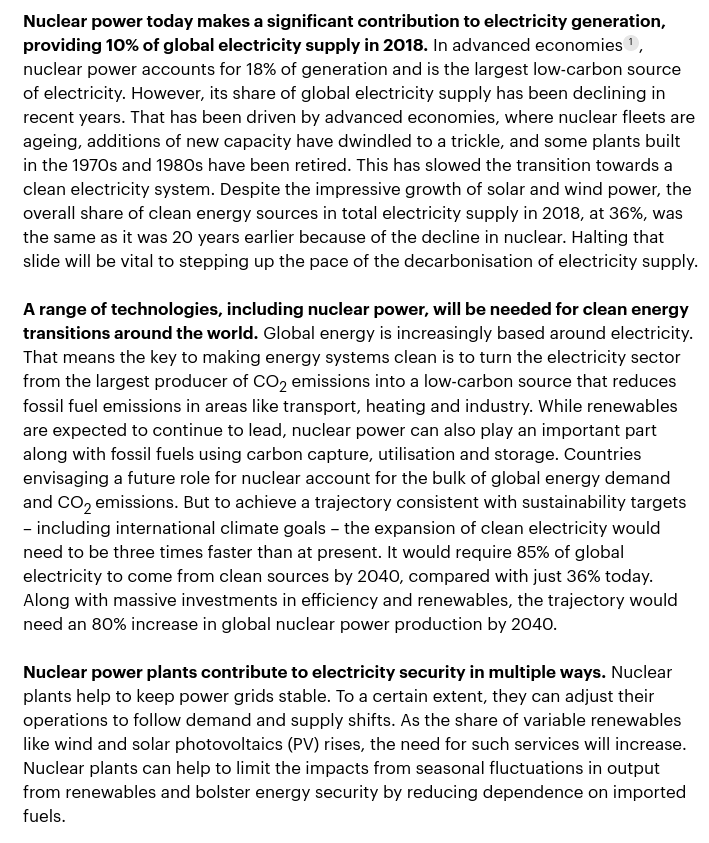 Nuclear power today makes a significant contribution to electricity generation,
providing 10% of global electricity supply in 2018. In advanced economies 1 ,
nuclear power accounts for 18% of generation and is the largest low-carbon source
of electricity. However, its share of global electricity supply has been declining in
recent years. That has been driven by advanced economies, where nuclear fleets are
ageing, additions of new capacity have dwindled to a trickle, and some plants built
in the 1970s and 1980s have been retired. This has slowed the transition towards a
clean electricity system. Despite the impressive growth of solar and wind power, the
overall share of clean energy sources in total electricity supply in 2018, at 36%, was
the same as it was 20 years earlier because of the decline in nuclear. Halting that
slide will be vital to stepping up the pace of the decarbonisation of electricity supply.
A range of technologies, including nuclear power, will be needed for clean energy
transitions around the world. Global energy is increasingly based around electricity.
That means the key to making energy systems clean is to turn the electricity sector
from the largest producer of CO2 emissions into a low-carbon source that reduces
fossil fuel emissions in areas like transport, heating and industry. While renewables
are expected to continue to lead, nuclear power can also play an important part
along with fossil fuels using carbon capture, utilisation and storage. Countries
envisaging a future role for nuclear account for the bulk of global energy demand
and CO2 emissions. But to achieve a trajectory consistent with sustainability targets
– including international climate goals – the expansion of clean electricity would
need to be three times faster than at present. It would require 85% of global
electricity to come from clean sources by 2040, compared with just 36% today.
Along with massive investments in efficiency and renewables, the trajectory would
need an 80% increase in global nuclear power production by 2040.
Nuclear power plants contribute to electricity security in multiple ways. Nuclear
plants help to keep power grids stable. To a certain extent, they can adjust their
operations to follow demand and supply shifts. As the share of variable renewables
like wind and solar photovoltaics (PV) rises, the need for such services will increase.
Nuclear plants can help to limit the impacts from seasonal fluctuations in output
from renewables and bolster energy security by reducing dependence on imported
fuels.